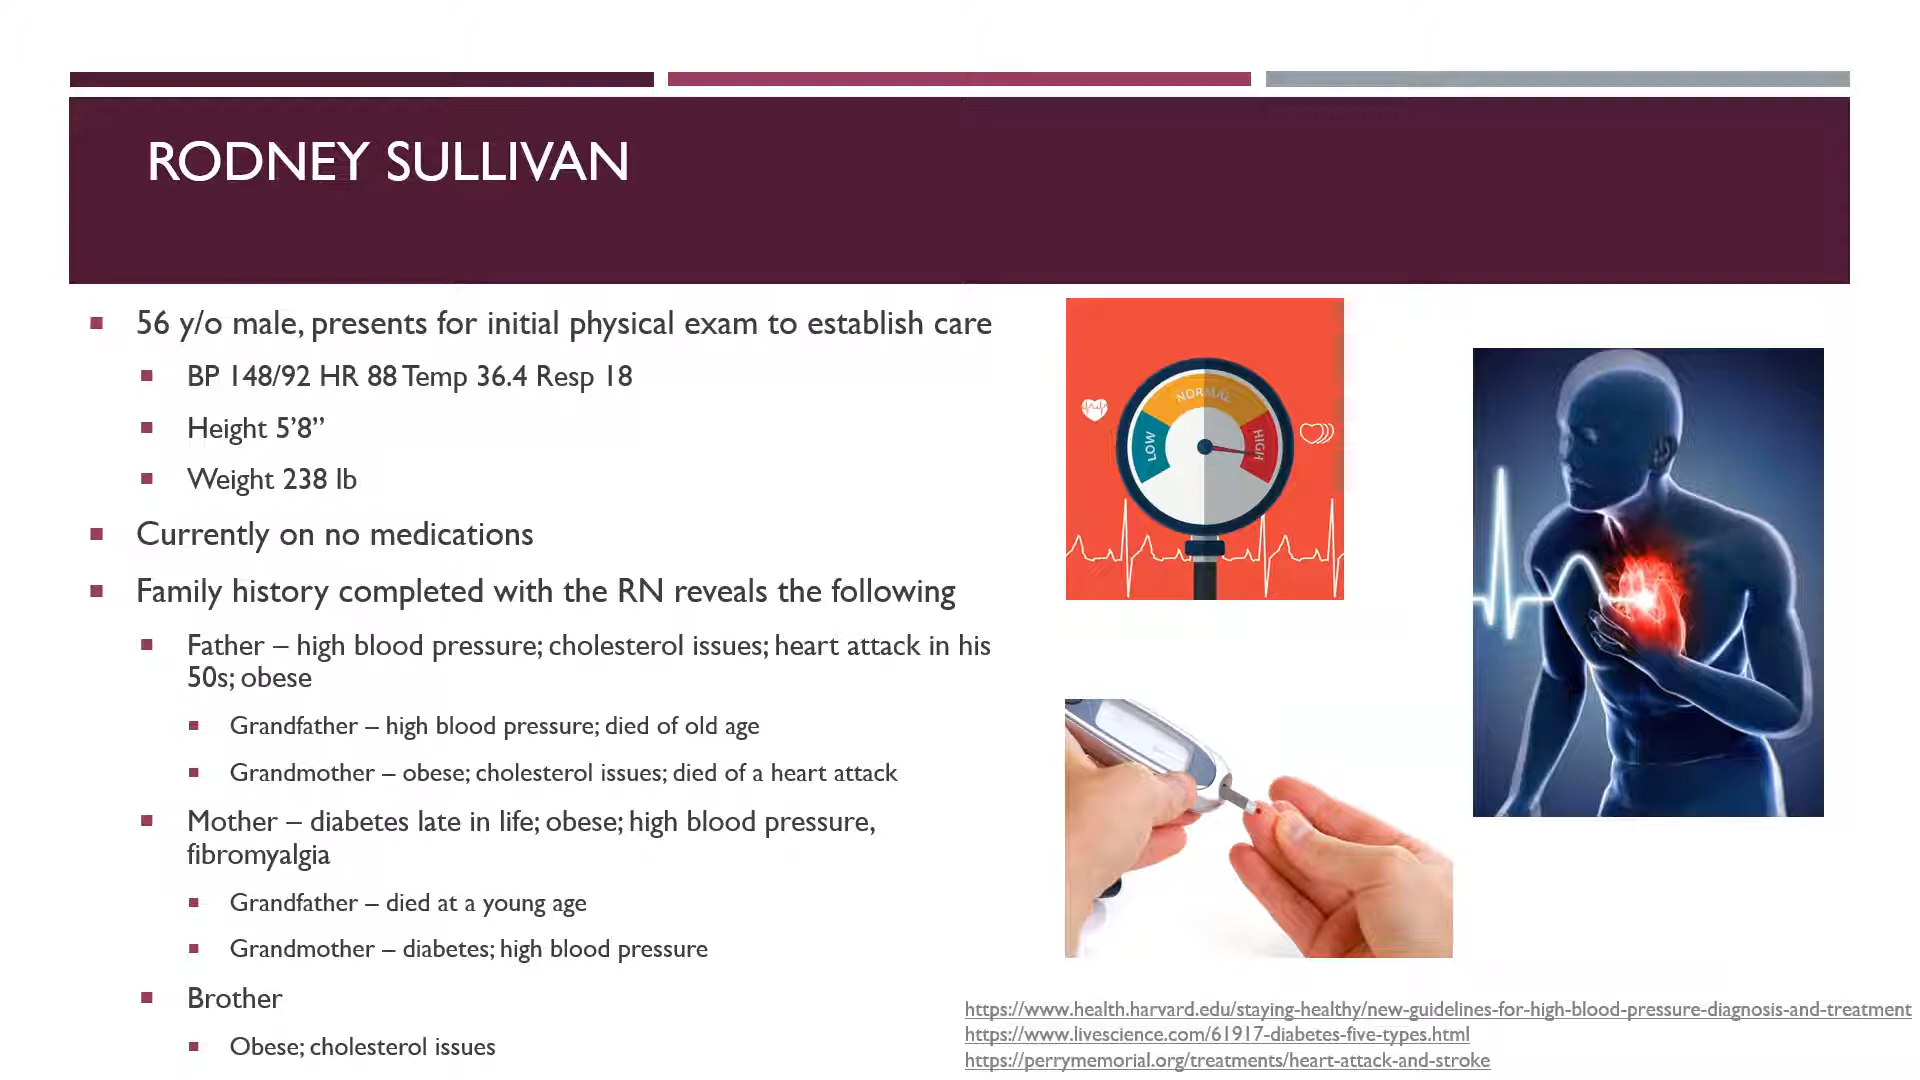 RODNEY SULLIVAN
56 y/o male, presents for initial physical exam to establish care
BP 148/92 HR 88 Temp 36.4 Resp 18
Height 5’8”
Weight 238 lb
Currently on no medications
Family history completed with the RN reveals the following
Father – high blood pressure; cholesterol issues; heart attack in his
50s; obese
Grandfather – high blood pressure; died of old age
Grandmother – obese; cholesterol issues; died of a heart attack
Mother – diabetes late in life; obese; high blood pressure,
fibromyalgia
Grandfather – died at a young age
Grandmother – diabetes; high blood pressure
Brother
Obese; cholesterol issues
LOW
NORMAL
HIGH
https://www.health.harvard.edu/staying-healthy/new-guidelines-for-high-blood-pressure-diagnosis-and-treatment
https://www.livescience.com/61917-diabetes-five-types.html
https://perrymemorial.org/treatments/heart-attack-and-stroke